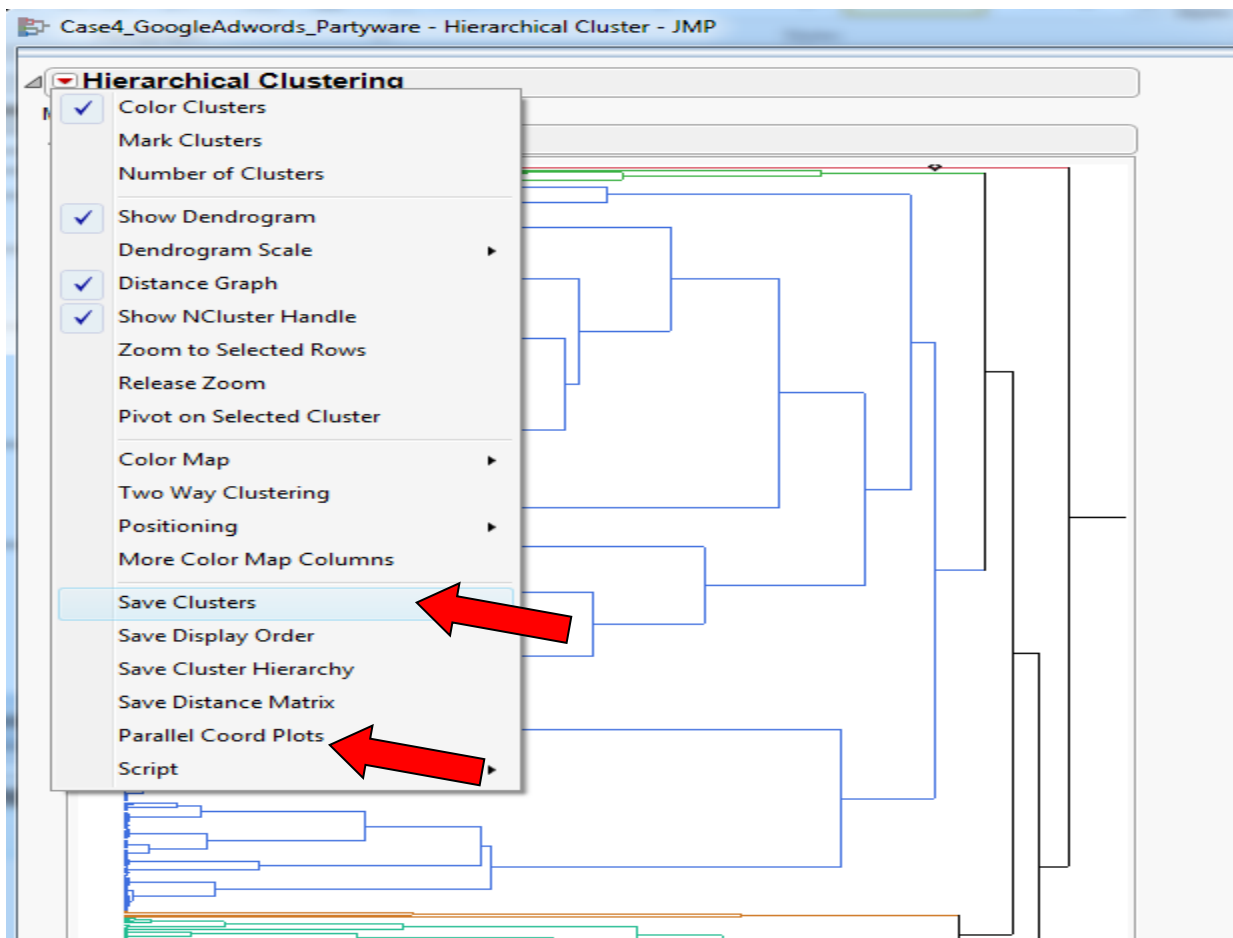 Case4_GoogleAdwords_Partyware - Hierarchical Cluster - JMP
Hierarchical Clustering
Color Clusters
Mark Clusters
Number of Clusters
Show Dendrogram
Dendrogram Scale
Distance Graph
Show NCluster Handle
Zoom to Selected Rows
Release Zoom
Pivot on Selected Cluster
Color Map
Two Way Clustering
Positioning
More Color Map Columns
Save Clusters
Save Display Order
Save Cluster Hierarchy
Save Distance Matrix
Parallel Coord Plots
Script